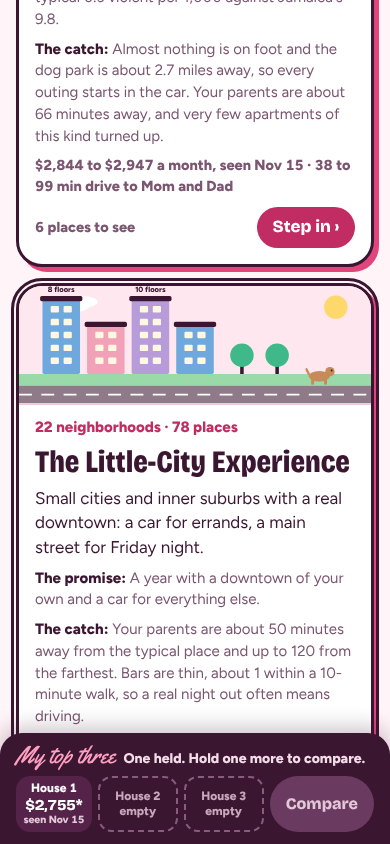 9.8.
The catch: Almost nothing is on foot and the
dog park is about 2.7 miles away, so every
outing starts in the car. Your parents are about
66 minutes away, and very few apartments of
this kind turned up.
$2,844 to $2,947 a month, seen Nov 15 · 38 to
99 min drive to Mom and Dad
6 places to see
Step in ›
8 floors
10 floors
22 neighborhoods · 78 places
The Little-City Experience
Small cities and inner suburbs with a real
downtown: a car for errands, a main
street for Friday night.
The promise: A year with a downtown of your
own and a car for everything else.
The catch: Your parents are about 50 minutes
away from the typical place and up to 120 from
the farthest. Bars are thin, about 1 within a 10-
minute walk, so a real night out often means
driving.
My top three One held. Hold one more to compare.
House 1
$2,755*
seen Nov 15
House 2
empty
House 3
empty
Compare